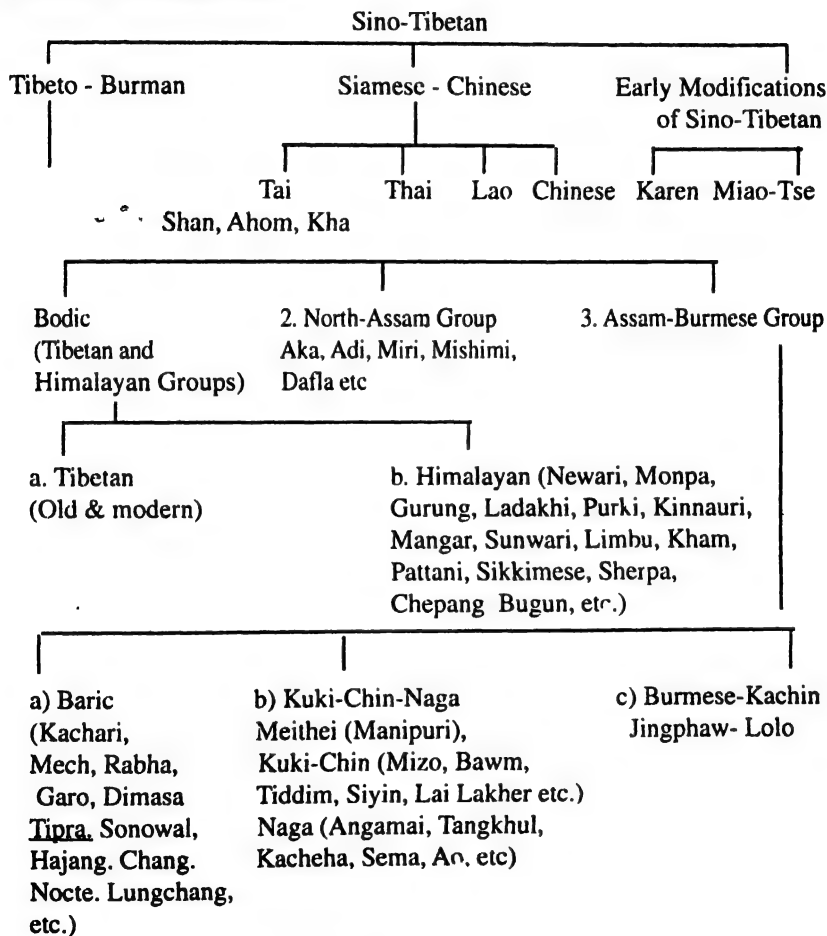 Sino-Tibetan
Tibeto - Burman
Siamese - Chinese
Early Modifications
of Sino-Tibetan
Tai Thai Lao Chinese Karen Miao-Tse
Shan, Ahom, Kha
Bodic
(Tibetan and
Himalayan Groups)
2. North-Assam Group
Aka, Adi, Miri, Mishimi,
Dafla etc
3. Assam-Burmese Group
a. Tibetan
(Old & modern)
b. Himalayan (Newari, Monpa,
Gurung, Ladakhi, Purki, Kinnauri,
Mangar, Sunwari, Limbu, Kham,
Pattani, Sikkimese, Sherpa,
Chepang Bugun, etc.)
a) Baric
(Kachari,
Mech, Rabha,
Garo, Dimasa
Tipra. Sonowal,
Hajang. Chang.
Nocte. Lungchang,
etc.)
b) Kuki-Chin-Naga
Meithei (Manipuri),
Kuki-Chin (Mizo, Bawm,
Tiddim, Siyin, Lai Lakher etc.)
Naga (Angamai, Tangkhul,
Kacheha, Sema, Ao. etc)
c) Burmese-Kachin
Jingphaw- Lolo